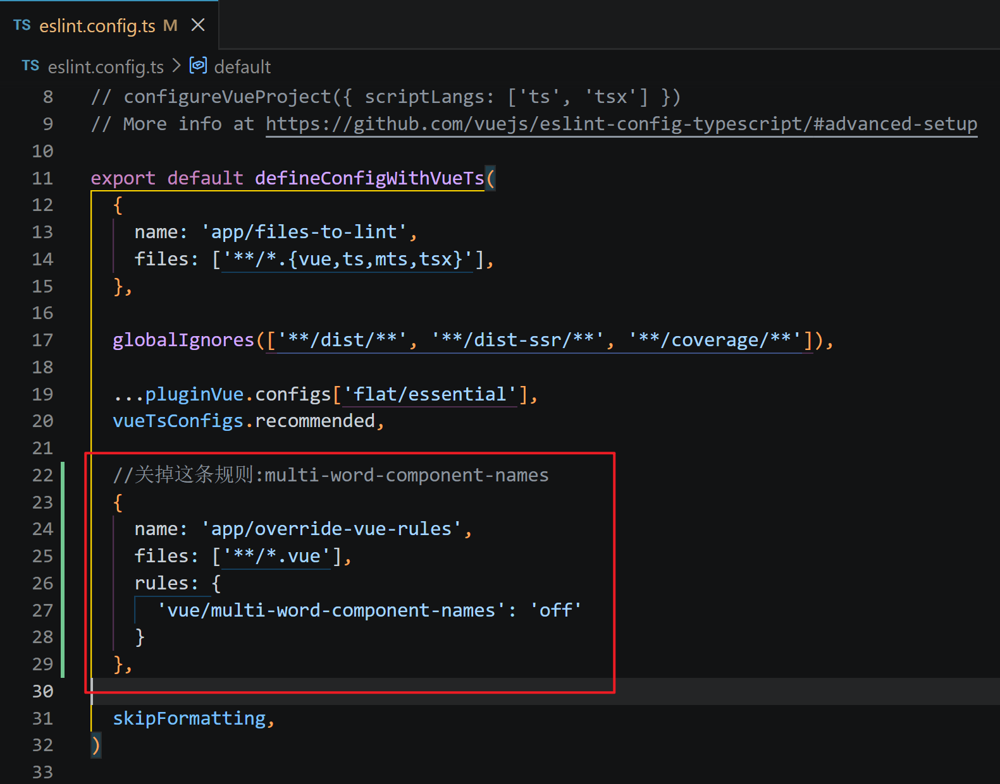 TS eslint.config.ts M
TS eslint.config.ts > default
8 // configureVueProject({ scriptLangs: ['ts', 'tsx'] })
9 // More info at https://github.com/vuejs/eslint-config-typescript/#advanced-setup
10
11 export default defineConfigWithVueTs(
12 {
13 name: 'app/files-to-lint',
14 files: ['**/*.{vue,ts,mts,tsx}'],
15 },
16
17 globalIgnores(['**/dist/**', '**/dist-ssr/**', '**/coverage/**']),
18
19 ...pluginVue.configs['flat/essential'],
20 vueTsConfigs.recommended,
21
22 //关掉这条规则:multi-word-component-names
23 {
24 name: 'app/override-vue-rules',
25 files: ['**/*.vue'],
26 rules: {
27 'vue/multi-word-component-names': 'off'
28 }
29 },
30
31 skipFormatting,
32 )
33